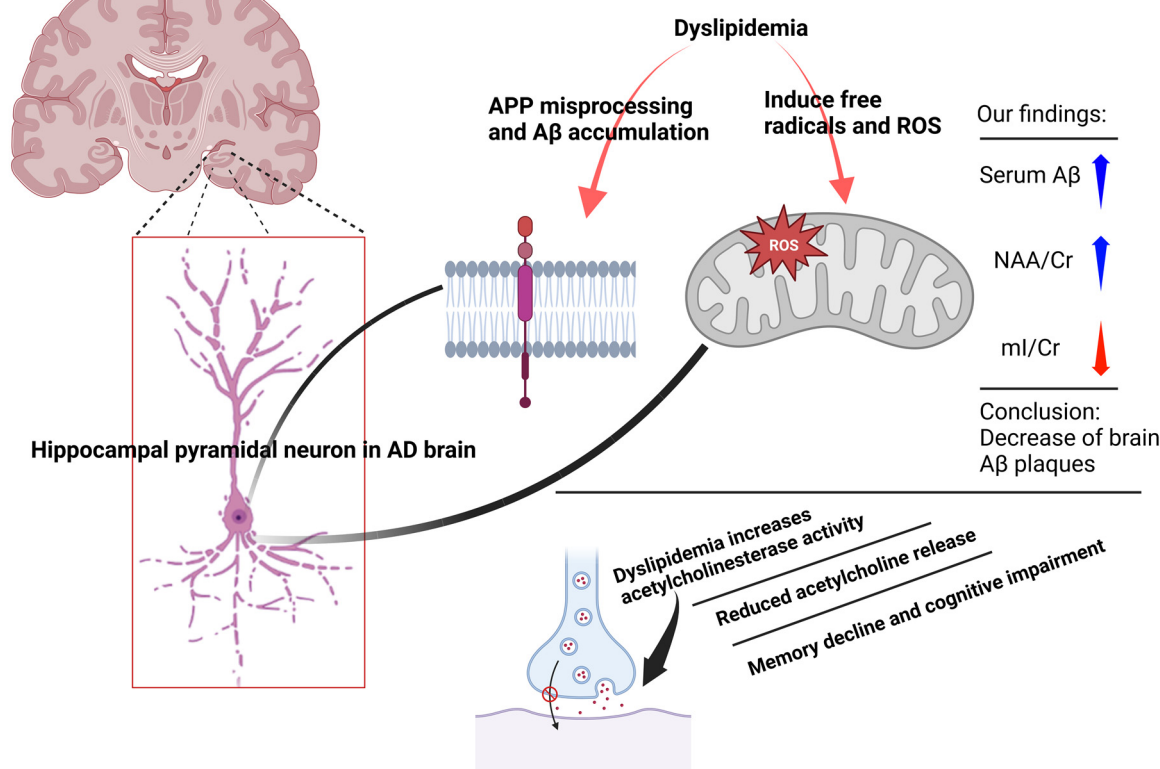 Dyslipidemia
APP misprocessing
and Aβ accumulation
Induce free
radicals and ROS
ROS
Hippocampal pyramidal neuron in AD brain
Our findings:
Serum Aβ
NAA/Cr
mI/Cr
Conclusion:
Decrease of brain
Aβ plaques
Dyslipidemia increases
acetylcholinesterase activity
Reduced acetylcholine release
Memory decline and cognitive impairment